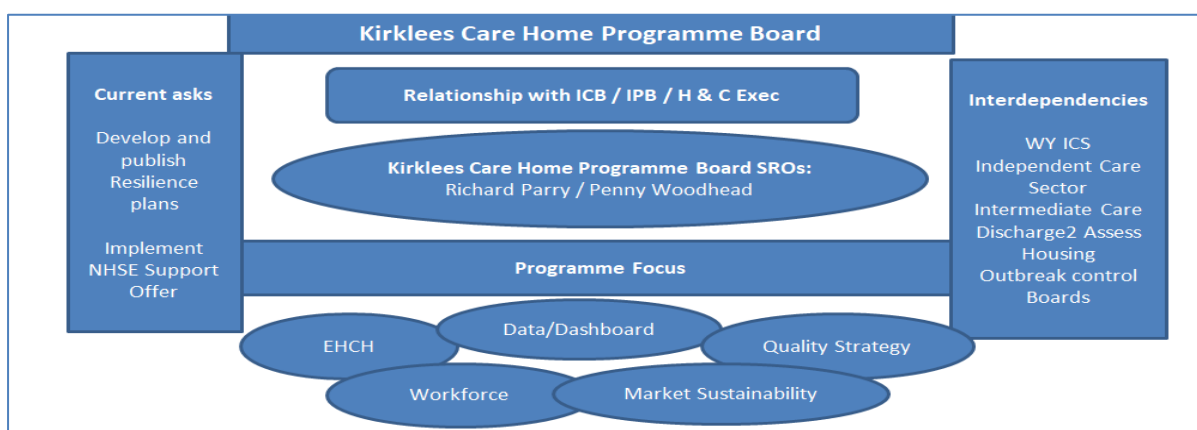 Kirklees Care Home Programme Board
Current asks
Develop and
publish
Resilience
plans
Implement
NHSE Support
Offer
Relationship with ICB / IPB / H & C Exec
Kirklees Care Home Programme Board SROs:
Richard Parry / Penny Woodhead
Programme Focus
Interdependencies
WY ICS
Independent Care
Sector
Intermediate Care
Discharge2 Assess
Housing
Outbreak control
Boards
EHCH
Data/Dashboard
Quality Strategy
Workforce
Market Sustainability